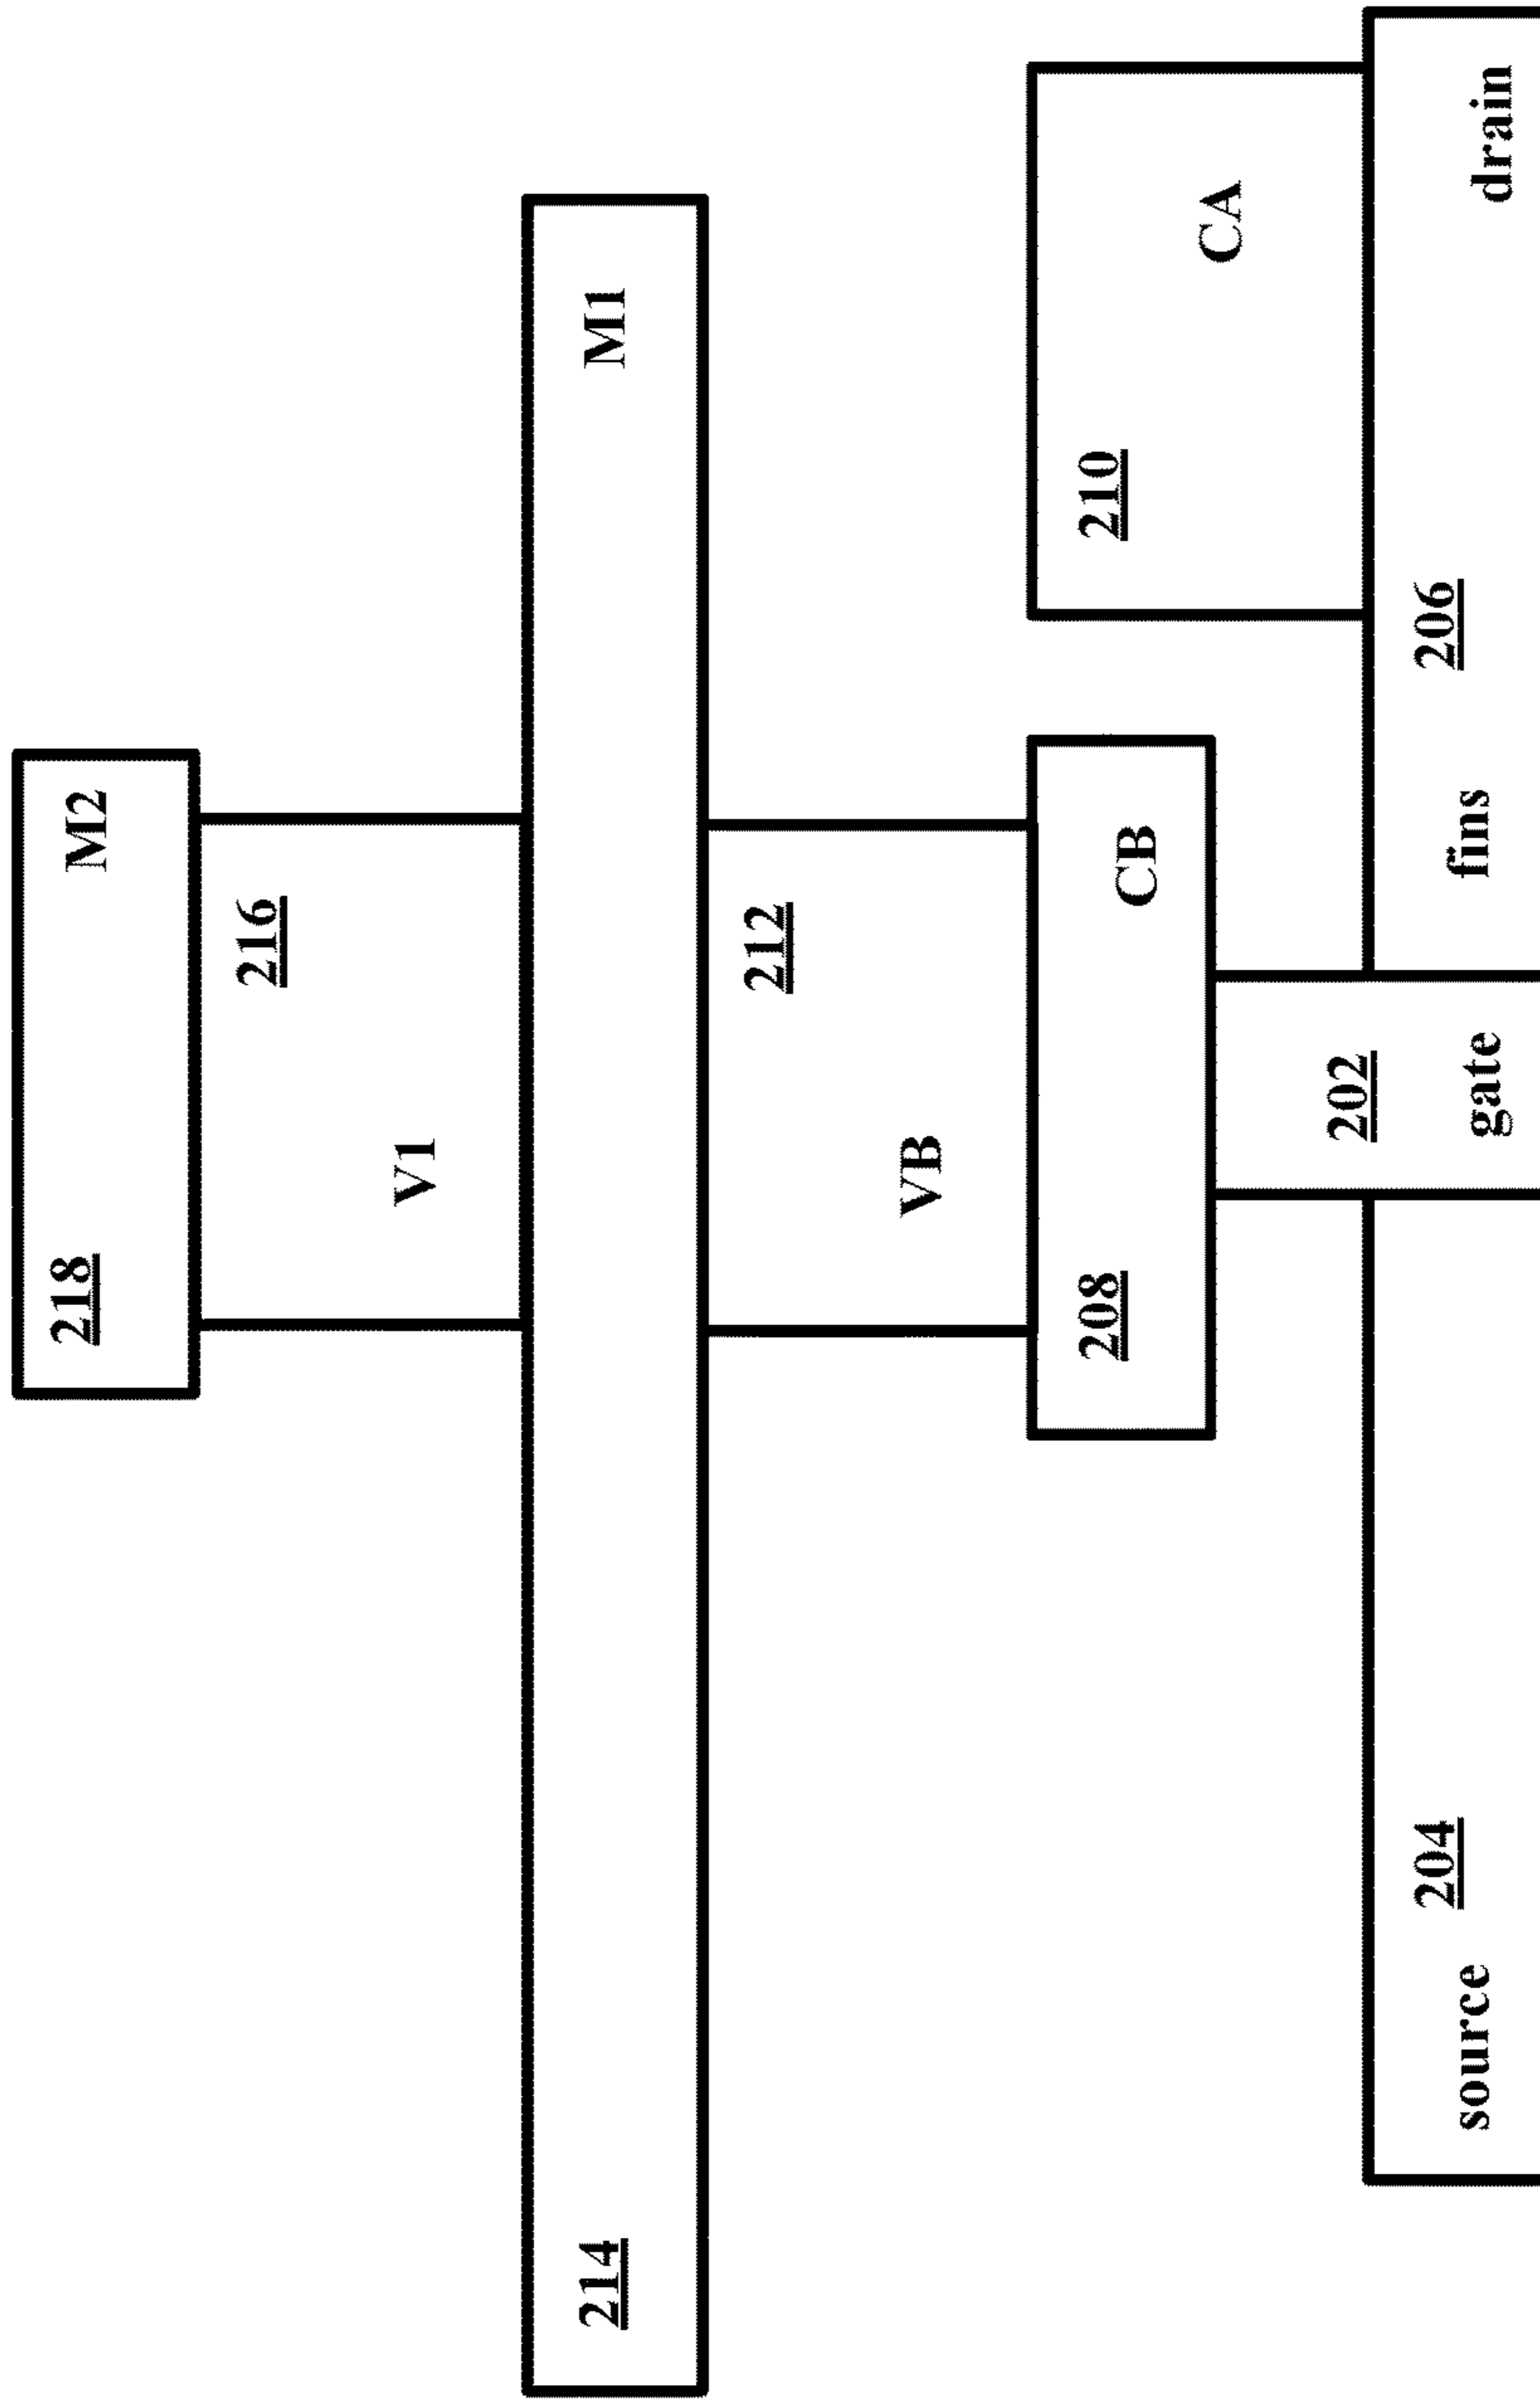 218 M2
216
V1
214 M1
212
VB
208 CB
210
CA
202
204
206
source
gate
fins
drain